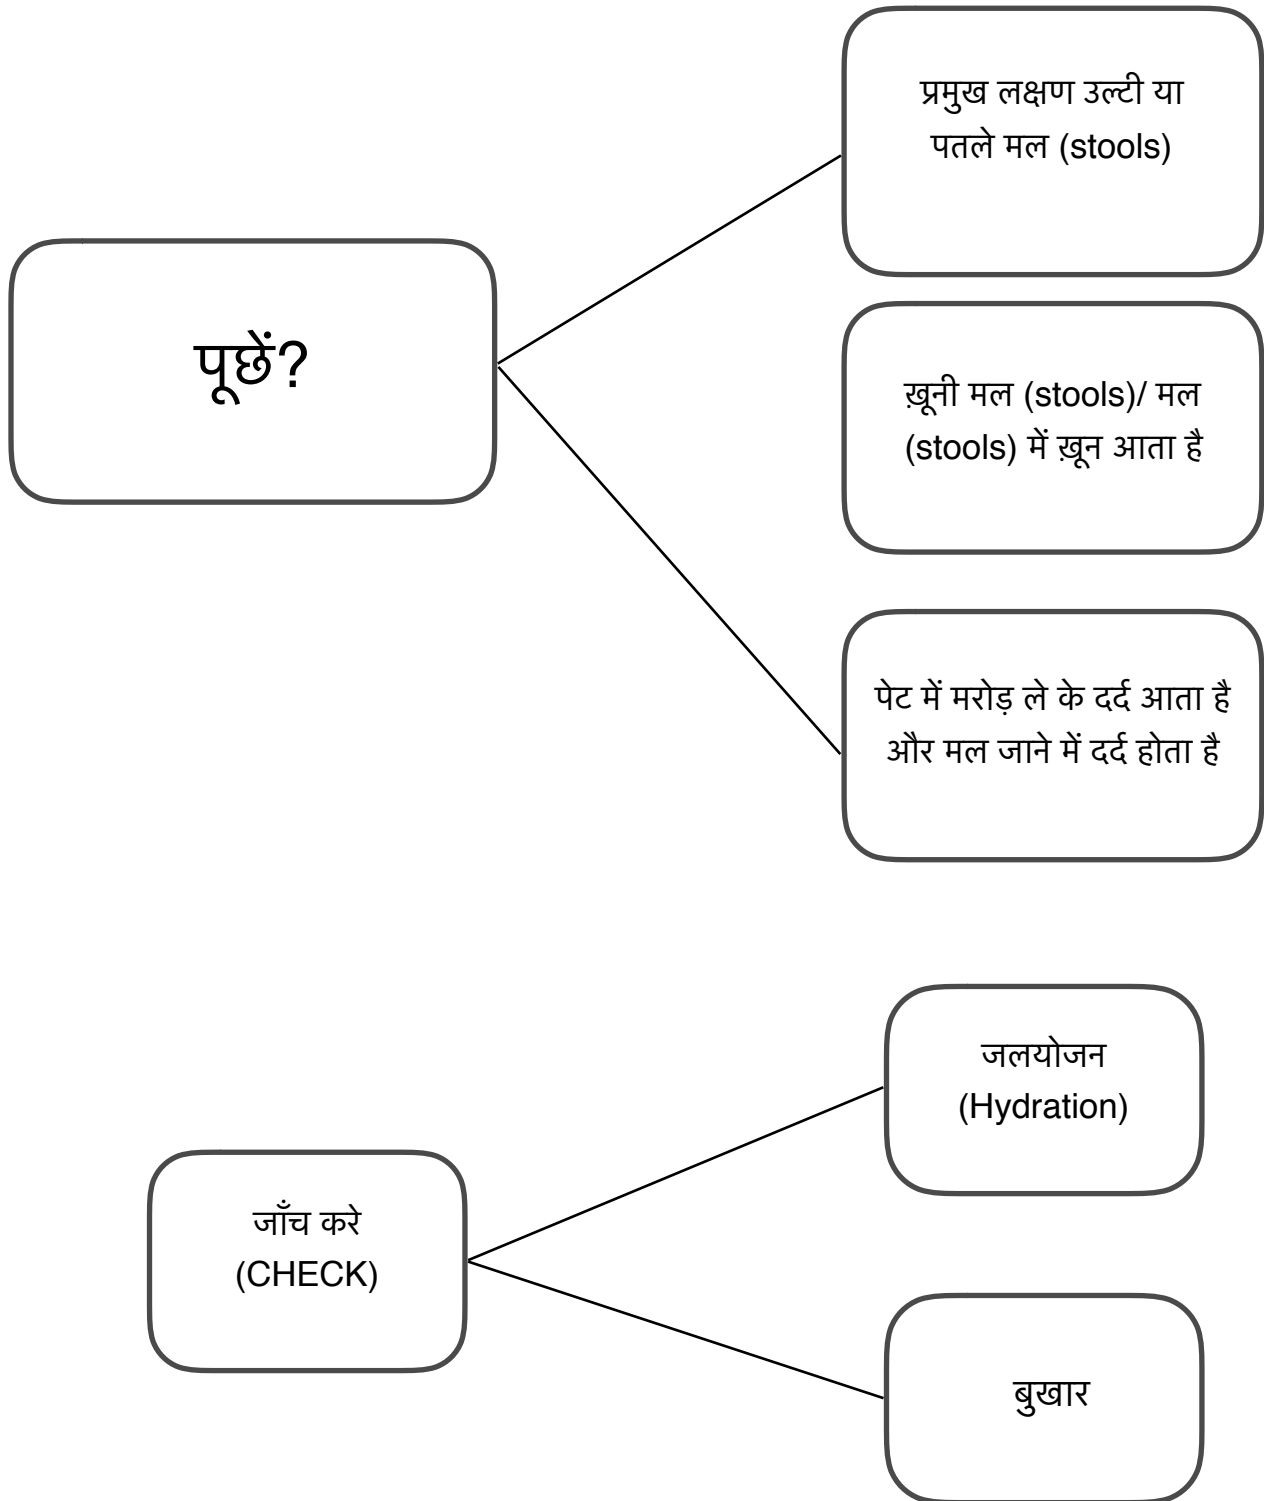 प्रमुख लक्षण उल्टी या
पतले मल (stools)
पूछें?
ख़ूनी मल (stools)/ मल
(stools) में ख़ून आता है
पेट में मरोड़ ले के दर्द आता है
और मल जाने में दर्द होता है
जलयोजन
(Hydration)
जाँच करे
(CHECK)
बुखार